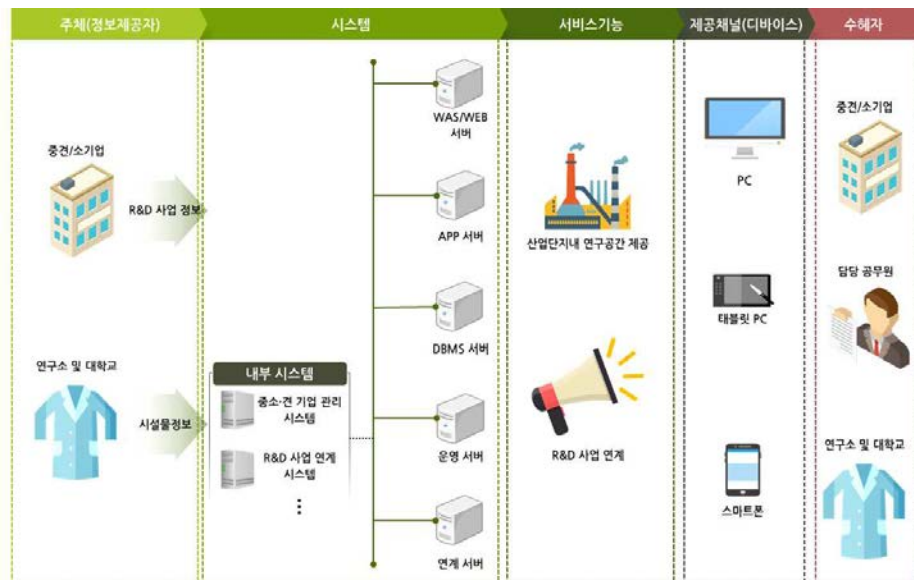 주체(정보제공자)
시스템
서비스기능
제공채널(디바이스)
수혜자
중견/소기업
R&D 사업 정보
연구소 및 대학교
시설물정보
내부 시스템
중소·견 기업 관리
시스템
R&D 사업 연계
시스템
WAS/WEB
서버
APP 서버
DBMS 서버
운영 서버
연계 서버
산업단지내 연구공간 제공
R&D 사업 연계
PC
태블릿 PC
스마트폰
중견/소기업
담당 공무원
연구소 및 대학교